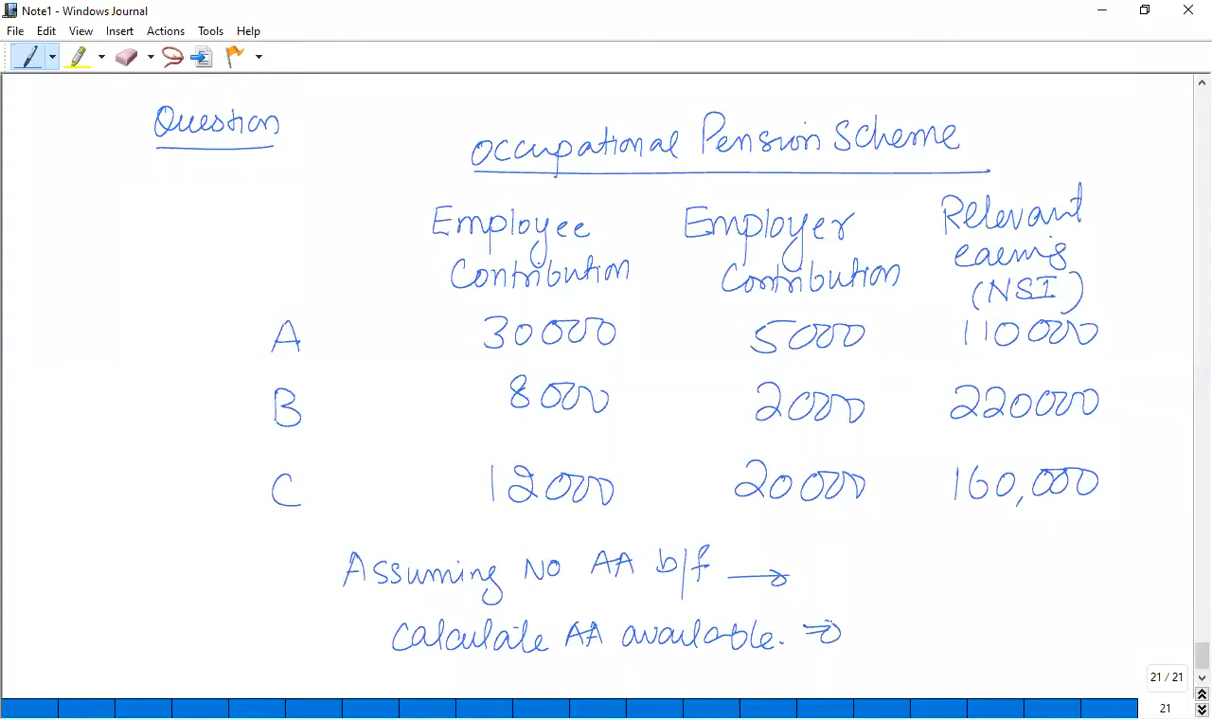 Note1 - Windows Journal
File Edit View Insert Actions Tools Help
Question
Occupational Pension Scheme
Employee Contribution Employer Contribution Relevant earnings (NSI)
A 30000 5000 110000
B 8000 2000 220000
C 12000 20000 160,000
Assuming NO AA b/f →
Calculate AA available. ⇒
21 / 21
21